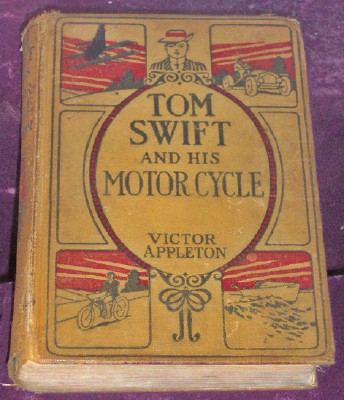 TOM
SWIFT
AND HIS
MOTOR CYCLE
VICTOR
APPLETON